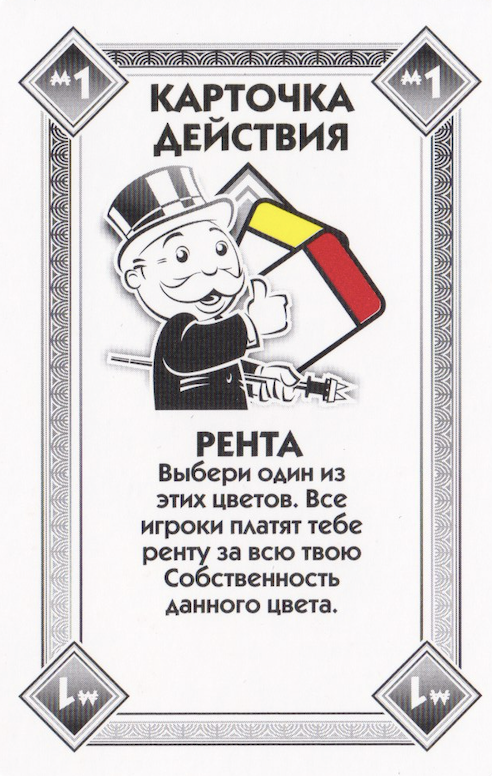 ₩1
₩1
КАРТОЧКА
ДЕЙСТВИЯ
РЕНТА
Выбери один из
этих цветов. Все
игроки платят тебе
ренту за всю твою
Собственность
данного цвета.
₩1
₩1